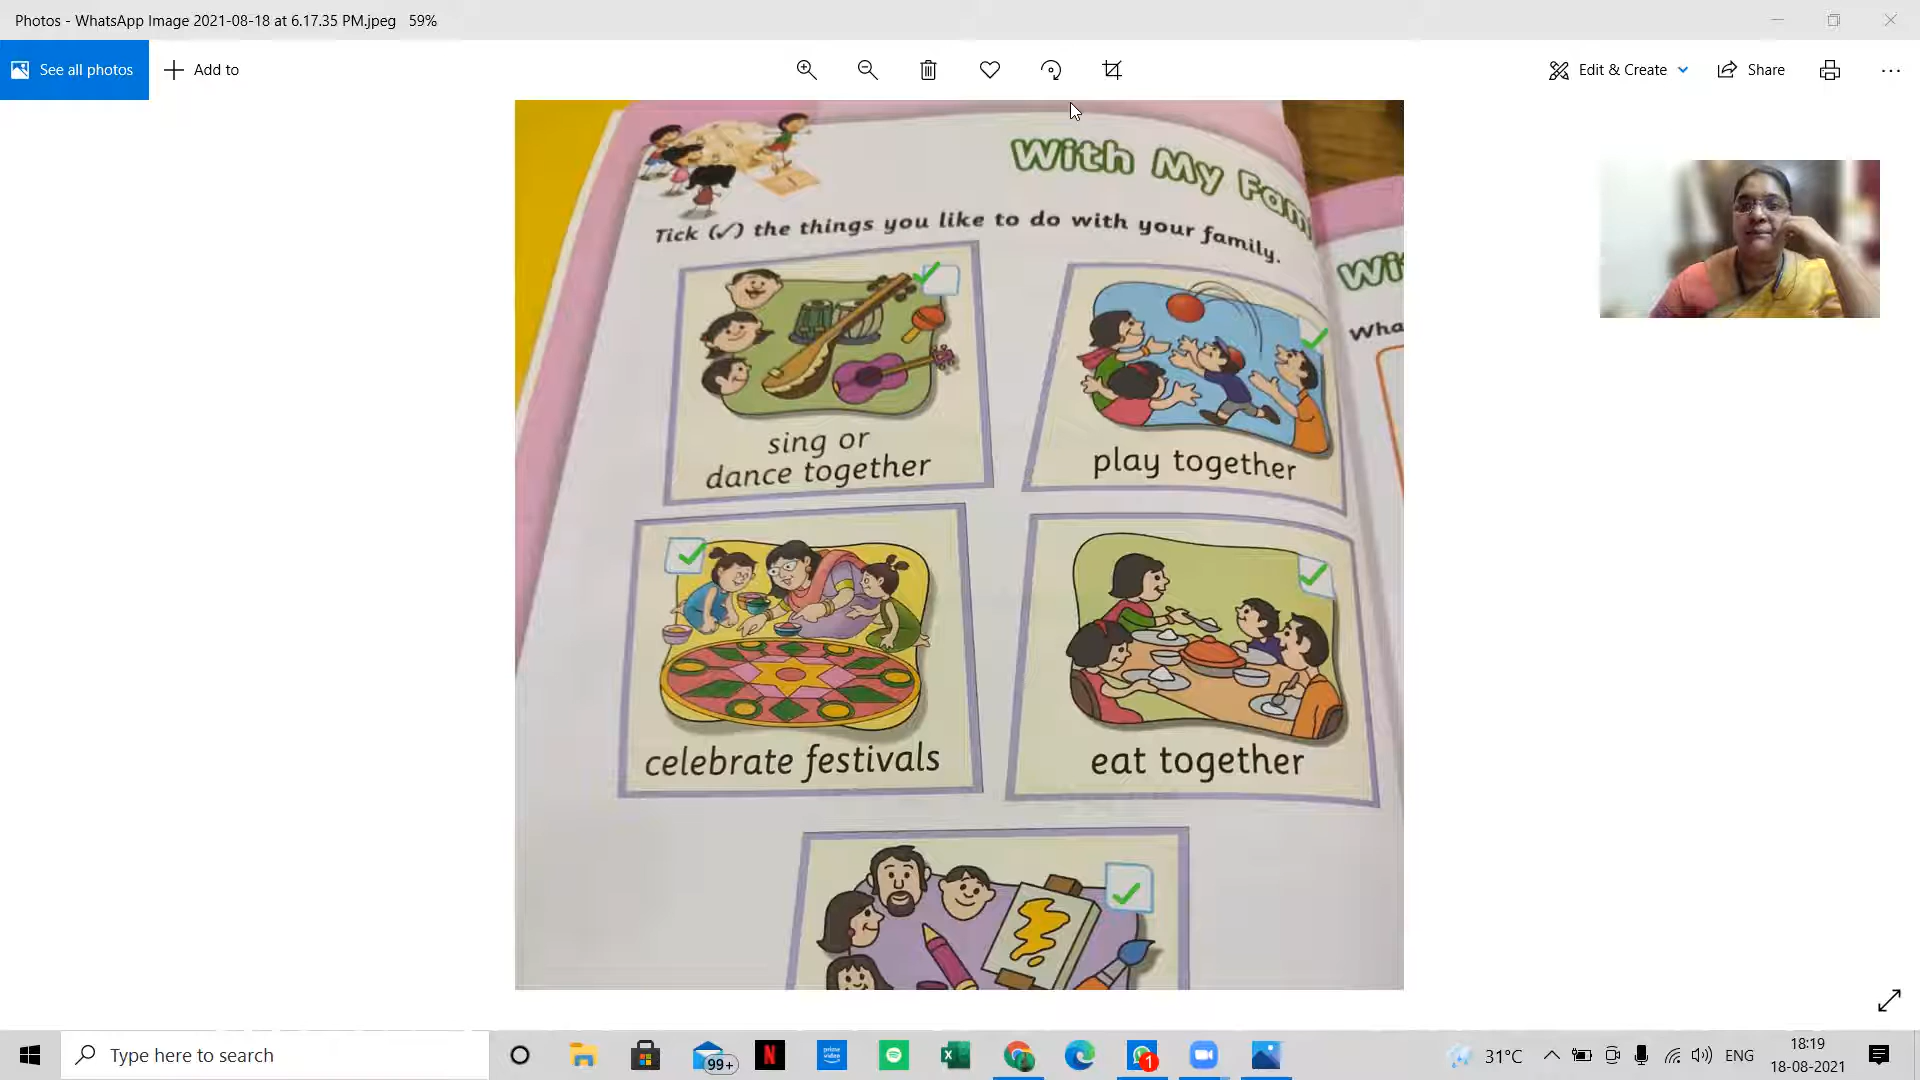 Photos - WhatsApp Image 2021-08-18 at 6.17.35 PM.jpeg 59%
See all photos
Add to
Edit & Create
Share
With My Fam
Tick (✓) the things you like to do with your family.
sing or
dance together
play together
celebrate festivals
eat together
Wi
Wha
Type here to search
99+
N
prime video
1
31°C
ENG
18:19
18-08-2021